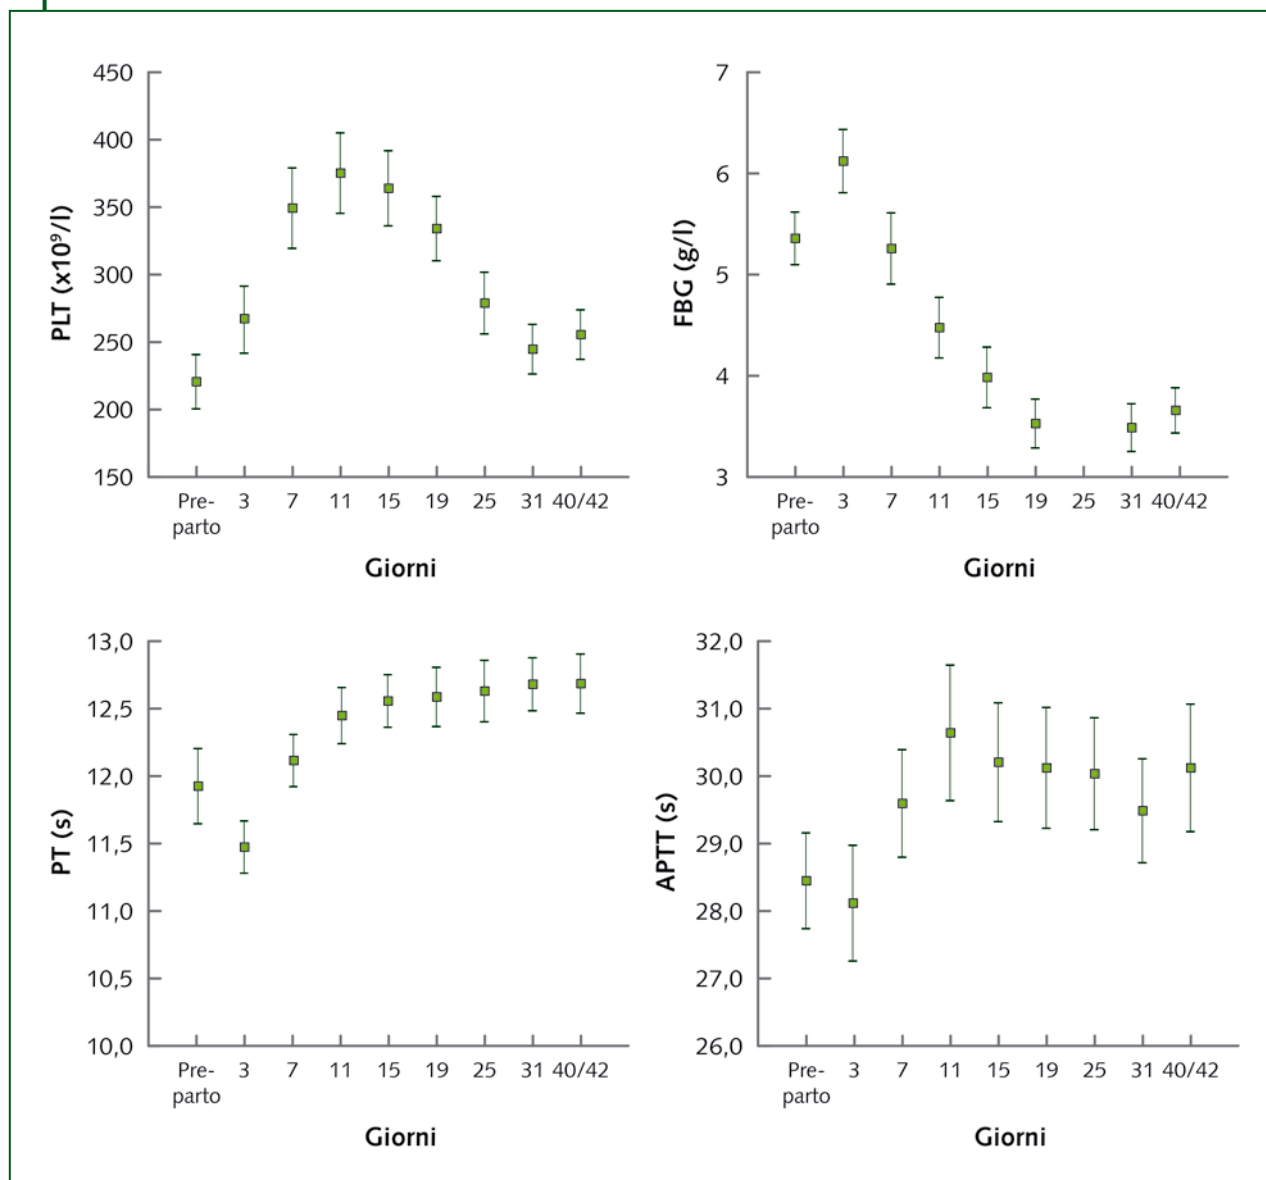 450
400
350
300
250
200
150
PLT (x10⁹/l)
Pre-
parto
3 7 11 15 19 25 31 40/42
Giorni
7
6
5
4
3
FBG (g/l)
Pre-
parto
3 7 11 15 19 25 31 40/42
Giorni
13,0
12,5
12,0
11,5
11,0
10,5
10,0
PT (s)
Pre-
parto
3 7 11 15 19 25 31 40/42
Giorni
32,0
31,0
30,0
29,0
28,0
27,0
26,0
APTT (s)
Pre-
parto
3 7 11 15 19 25 31 40/42
Giorni